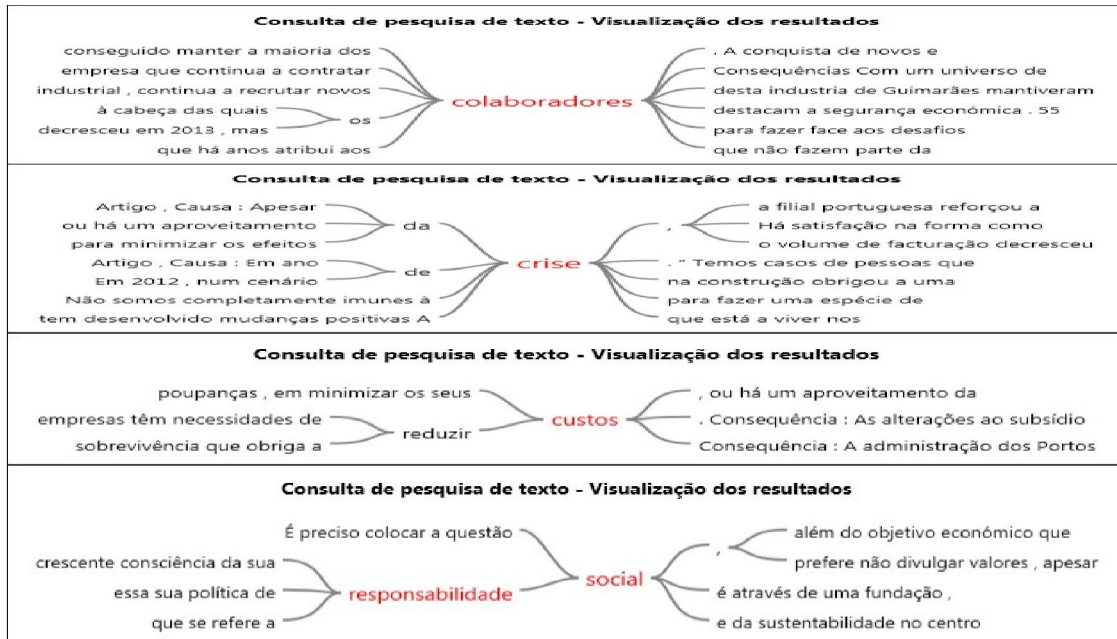 Consulta de pesquisa de texto - Visualização dos resultados
conseguido manter a maioria dos
empresa que continua a contratar
industrial , continua a recrutar novos
à cabeça das quais
decresceu em 2013 , mas
os
que há anos atribui aos
colaboradores
. A conquista de novos e
Consequências Com um universo de
desta industria de Guimarães mantiveram
destacam a segurança económica . 55
para fazer face aos desafios
que não fazem parte da
Consulta de pesquisa de texto - Visualização dos resultados
Artigo , Causa : Apesar
ou há um aproveitamento
para minimizar os efeitos
da
Artigo , Causa : Em ano
Em 2012 , num cenário
de
Não somos completamente imunes à
tem desenvolvido mudanças positivas A
crise
,
a filial portuguesa reforçou a
Há satisfação na forma como
o volume de facturação decresceu
. “ Temos casos de pessoas que
na construção obrigou a uma
para fazer uma espécie de
que está a viver nos
Consulta de pesquisa de texto - Visualização dos resultados
poupanças , em minimizar os seus
empresas têm necessidades de
sobrevivência que obriga a
reduzir
custos
, ou há um aproveitamento da
. Consequência : As alterações ao subsídio
Consequência : A administração dos Portos
Consulta de pesquisa de texto - Visualização dos resultados
É preciso colocar a questão
crescente consciência da sua
essa sua política de
que se refere a
responsabilidade
social
,
além do objetivo económico que
prefere não divulgar valores , apesar
é através de uma fundação ,
e da sustentabilidade no centro